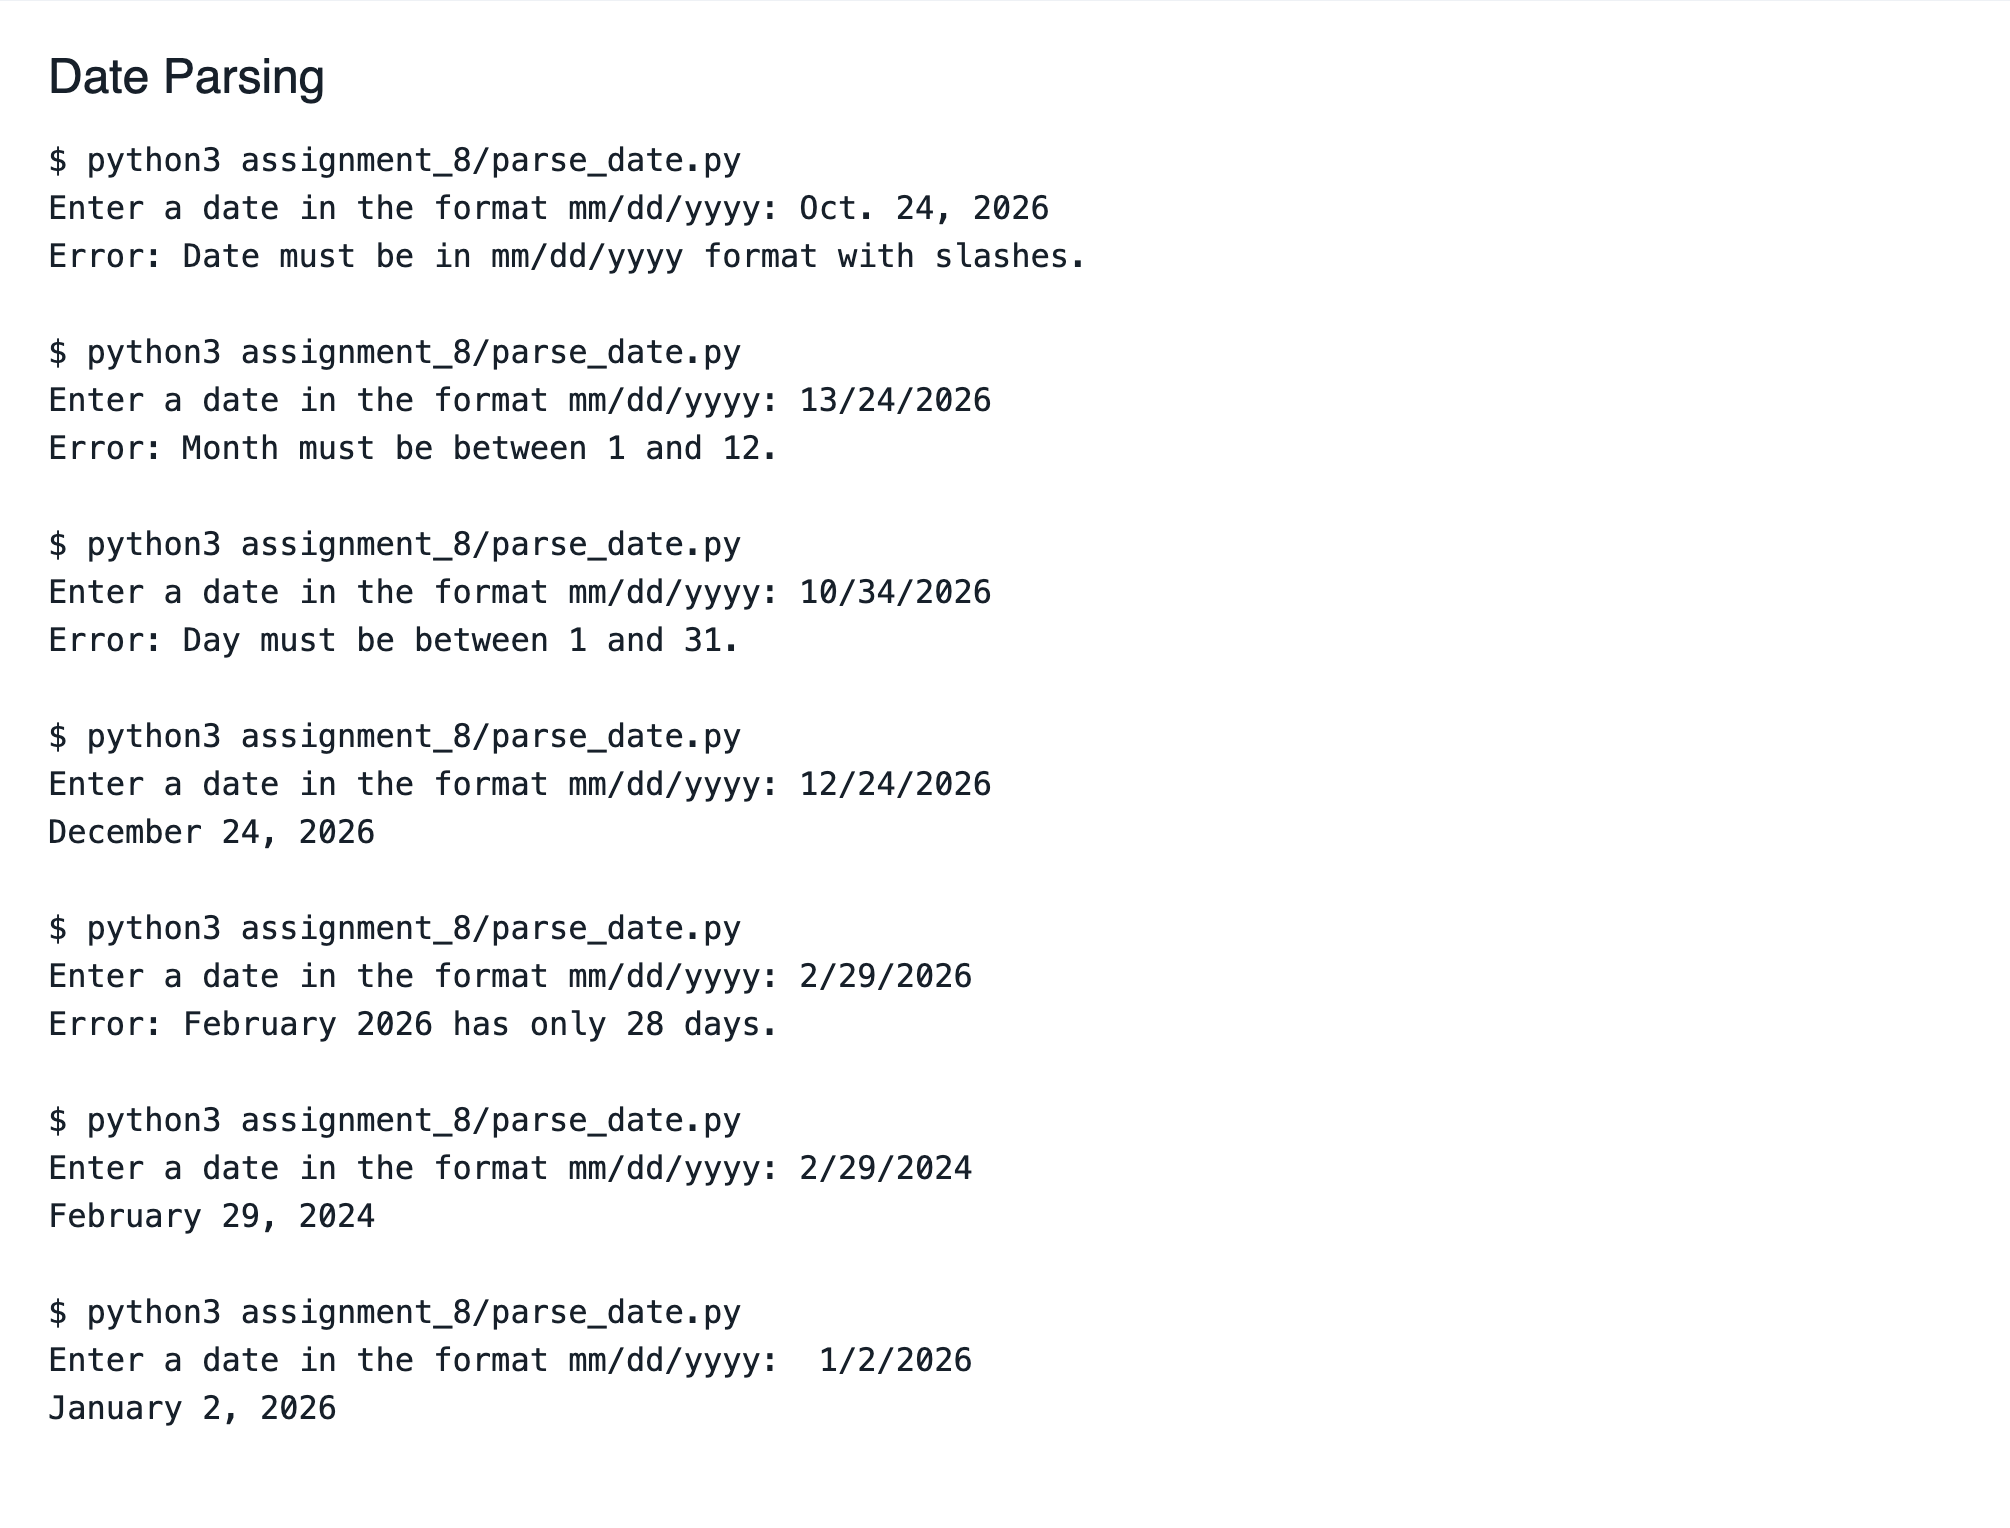 Date Parsing
$ python3 assignment_8/parse_date.py
Enter a date in the format mm/dd/yyyy: Oct. 24, 2026
Error: Date must be in mm/dd/yyyy format with slashes.

$ python3 assignment_8/parse_date.py
Enter a date in the format mm/dd/yyyy: 13/24/2026
Error: Month must be between 1 and 12.

$ python3 assignment_8/parse_date.py
Enter a date in the format mm/dd/yyyy: 10/34/2026
Error: Day must be between 1 and 31.

$ python3 assignment_8/parse_date.py
Enter a date in the format mm/dd/yyyy: 12/24/2026
December 24, 2026

$ python3 assignment_8/parse_date.py
Enter a date in the format mm/dd/yyyy: 2/29/2026
Error: February 2026 has only 28 days.

$ python3 assignment_8/parse_date.py
Enter a date in the format mm/dd/yyyy: 2/29/2024
February 29, 2024

$ python3 assignment_8/parse_date.py
Enter a date in the format mm/dd/yyyy:  1/2/2026
January 2, 2026